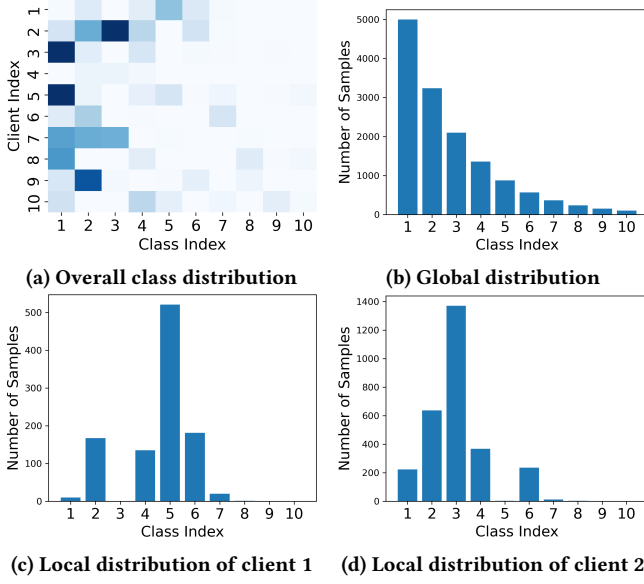 Client Index
1
2
3
4
5
6
7
8
9
10
1 2 3 4 5 6 7 8 9 10
Class Index
(a) Overall class distribution
Number of Samples
5000
4000
3000
2000
1000
0
1 2 3 4 5 6 7 8 9 10
Class Index
(b) Global distribution
Number of Samples
500
400
300
200
100
0
1 2 3 4 5 6 7 8 9 10
Class Index
(c) Local distribution of client 1
Number of Samples
1400
1200
1000
800
600
400
200
0
1 2 3 4 5 6 7 8 9 10
Class Index
(d) Local distribution of client 2